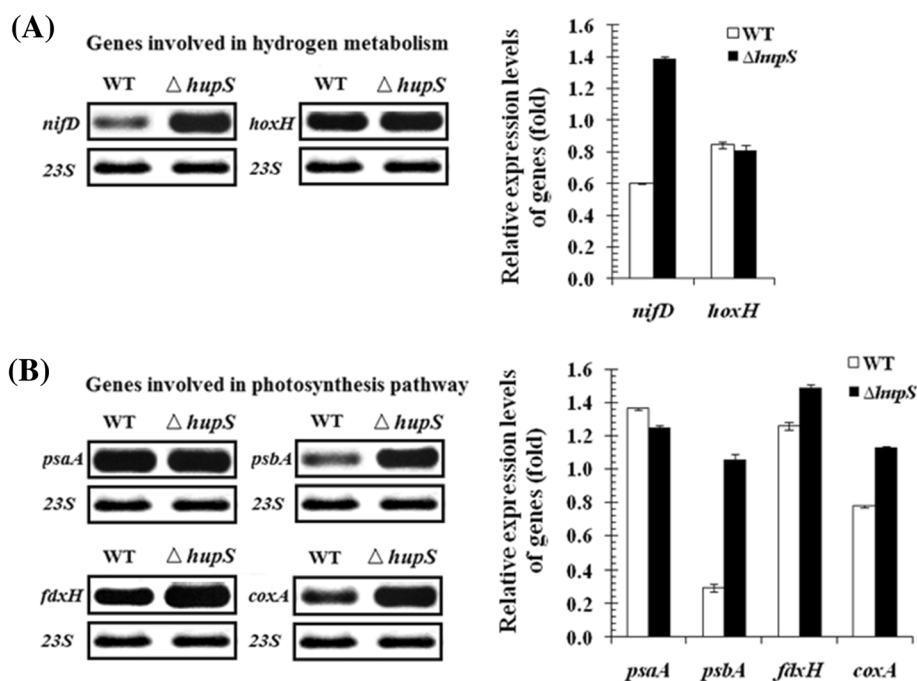 (A)
Genes involved in hydrogen metabolism
WT △ hupS WT △ hupS
nifD hoxH
23S 23S
Relative expression levels
of genes (fold)
1.6
1.4
1.2
1.0
0.8
0.6
0.4
0.2
0.0
nifD hoxH
WT
ΔhupS
(B)
Genes involved in photosynthesis pathway
WT △ hupS WT △ hupS
psaA psbA
23S 23S
WT △ hupS WT △ hupS
fdxH coxA
23S 23S
Relative expression levels
of genes (fold)
1.6
1.4
1.2
1.0
0.8
0.6
0.4
0.2
0.0
psaA psbA fdxH coxA
WT
ΔhupS